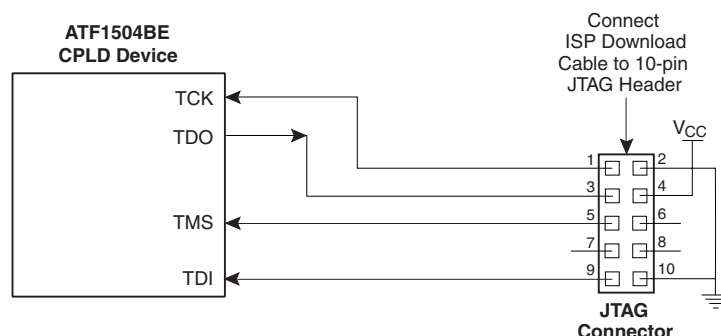 ATF1504BE
CPLD Device
TCK
TDO
TMS
TDI
Connect
ISP Download
Cable to 10-pin
JTAG Header
VCC
1 2
3 4
5 6
7 8
9 10
JTAG
Connector